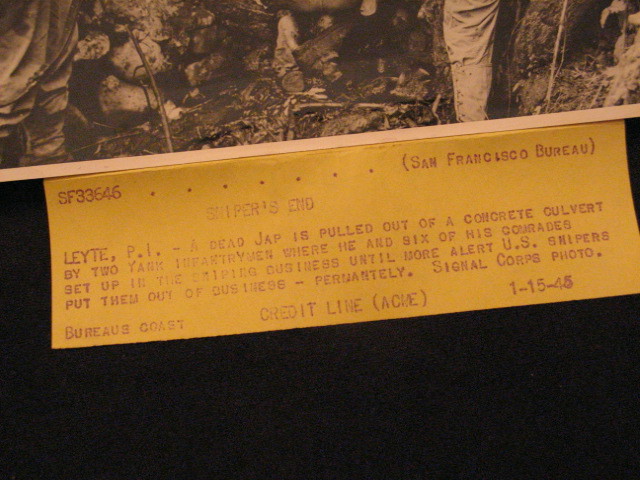 SF33646 . . . . . . . (SAN FRANCISCO BUREAU)
SNIPER'S END
LEYTE, P.I. - A DEAD JAP IS PULLED OUT OF A CONCRETE CULVERT
BY TWO YANK INFANTRYMEN WHERE HE AND SIX OF HIS COMRADES
SET UP IN THE SNIPING BUSINESS UNTIL MORE ALERT U.S. SNIPERS
PUT THEM OUT OF BUSINESS - PERMANTELY. SIGNAL CORPS PHOTO.
CREDIT LINE (ACME) 1-15-45
BUREAUS COAST